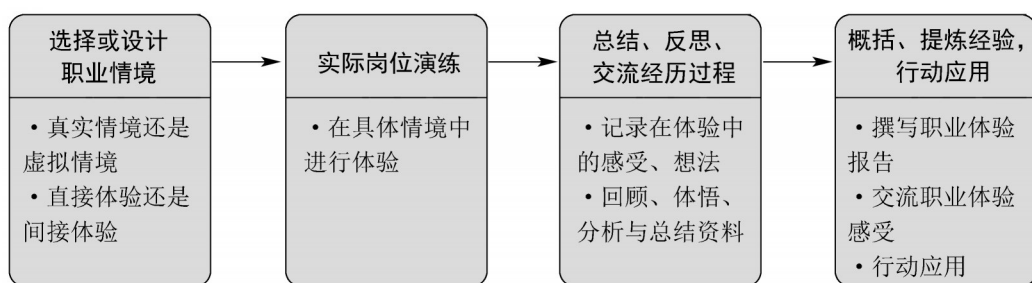 选择或设计
职业情境
・真实情境还是
虚拟情境
・直接体验还是
间接体验
实际岗位演练
・在具体情境中
进行体验
总结、反思、
交流经历过程
・记录在体验中
的感受、想法
・回顾、体悟、
分析与总结资料
概括、提炼经验，
行动应用
・撰写职业体验
报告
・交流职业体验
感受
・行动应用